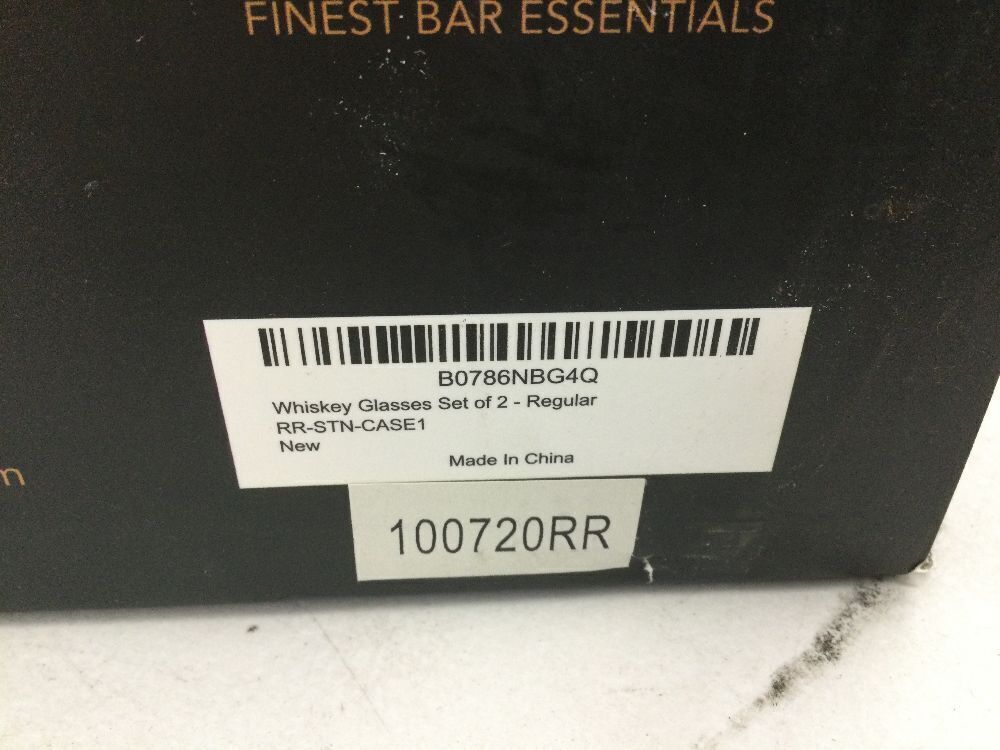 FINEST BAR ESSENTIALS
B0786NBG4Q
Whiskey Glasses Set of 2 - Regular
RR-STN-CASE1
New
Made In China
m
100720RR